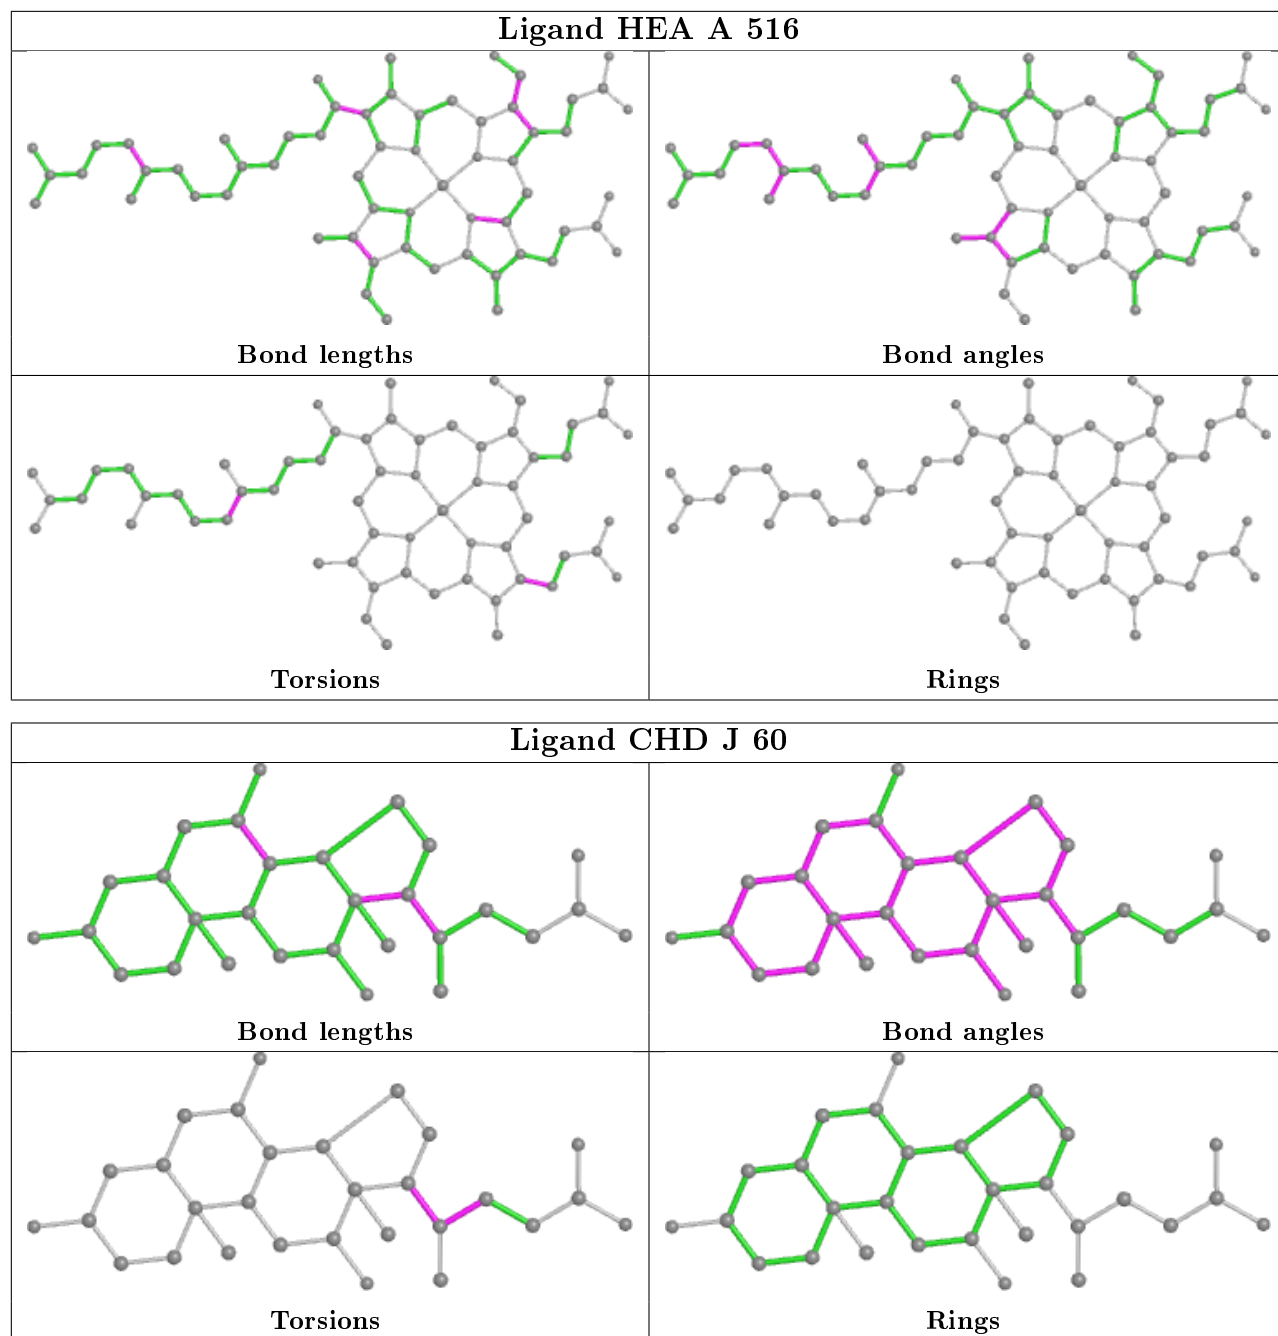 Ligand HEA A 516
Bond lengths
Bond angles
Torsions
Rings
Ligand CHD J 60
Bond lengths
Bond angles
Torsions
Rings